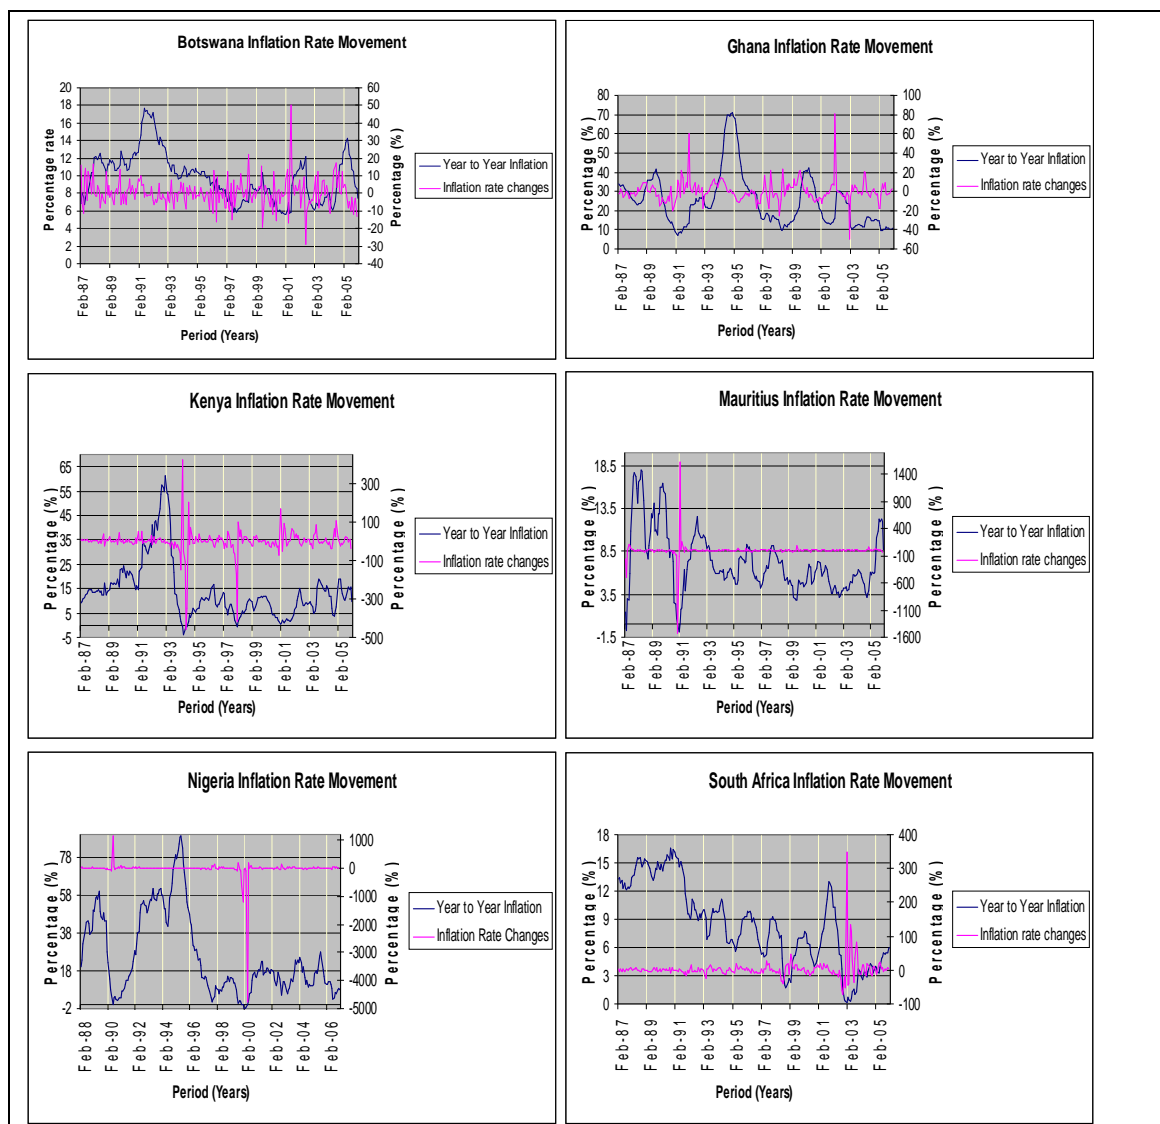 Botswana Inflation Rate Movement
Percentage rate
20
18
16
14
12
10
8
6
4
2
0
60
50
40
30
20
10
0
-10
-20
-30
-40
Percentage (%)
Feb-87
Feb-89
Feb-91
Feb-93
Feb-95
Feb-97
Feb-99
Feb-01
Feb-03
Feb-05
Period (Years)
Year to Year Inflation
Inflation rate changes
Ghana Inflation Rate Movement
Percentage (%)
80
70
60
50
40
30
20
10
0
100
80
60
40
20
0
-20
-40
-60
Percentage (%)
Feb-87
Feb-89
Feb-91
Feb-93
Feb-95
Feb-97
Feb-99
Feb-01
Feb-03
Feb-05
Period (Years)
Year to Year Inflation
Inflation rate changes
Kenya Inflation Rate Movement
Percentage (%)
65
55
45
35
25
15
5
-5
300
100
-100
-300
-500
Percentage (%)
Feb-87
Feb-89
Feb-91
Feb-93
Feb-95
Feb-97
Feb-99
Feb-01
Feb-03
Feb-05
Period (Years)
Year to Year Inflation
Inflation rate changes
Mauritius Inflation Rate Movement
Percentage (%)
18.5
13.5
8.5
3.5
-1.5
1400
900
400
-100
-600
-1100
-1600
Percentage (%)
Feb-87
Feb-89
Feb-91
Feb-93
Feb-95
Feb-97
Feb-99
Feb-01
Feb-03
Feb-05
Period (Years)
Year to Year Inflation
Inflation rate changes
Nigeria Inflation Rate Movement
Percentage (%)
78
58
38
18
-2
1000
0
-1000
-2000
-3000
-4000
-5000
Percentage (%)
Feb-88
Feb-90
Feb-92
Feb-94
Feb-96
Feb-98
Feb-00
Feb-02
Feb-04
Feb-06
Period (Years)
Year to Year Inflation
Inflation Rate Changes
South Africa Inflation Rate Movement
Percentage (%)
18
15
12
9
6
3
0
400
300
200
100
0
-100
Percentage (%)
Feb-87
Feb-89
Feb-91
Feb-93
Feb-95
Feb-97
Feb-99
Feb-01
Feb-03
Feb-05
Period (Years)
Year to Year Inflation
Inflation rate changes